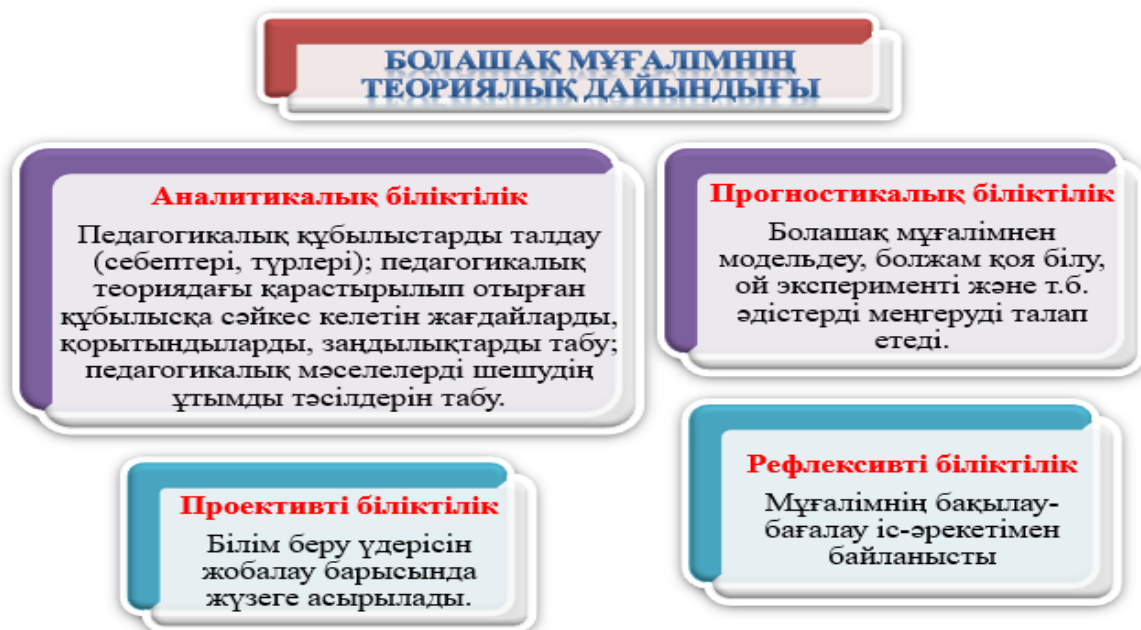 БОЛАШАҚ МҰҒАЛІМНІҢ
ТЕОРИЯЛЫҚ ДАЙЫНДЫҒЫ
Аналитикалық біліктілік
Педагогикалық құбылыстарды талдау
(себептері, түрлері); педагогикалық
теориядағы қарастырылып отырған
құбылысқа сәйкес келетін жағдайларды,
қорытындыларды, заңдылықтарды табу;
педагогикалық мәселелерді шешудің
ұтымды тәсілдерін табу.
Прогностикалық біліктілік
Болашақ мұғалімнен
модельдеу, болжам қоя білу,
ой эксперименті және т.б.
әдістерді меңгеруді талап
етеді.
Проективті біліктілік
Білім беру үдерісін
жобалау барысында
жүзеге асырылады.
Рефлексивті біліктілік
Мұғалімнің бақылау-
бағалау іс-әрекетімен
байланысты